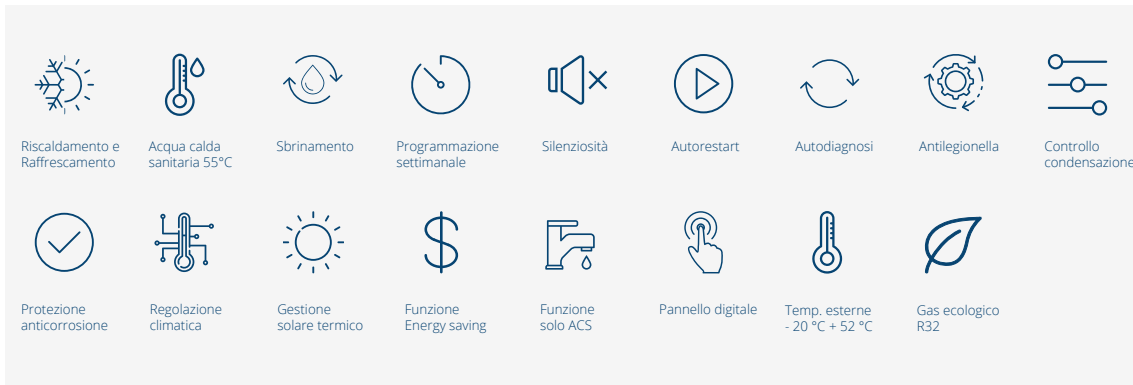 Riscaldamento e
Raffrescamento
Acqua calda
sanitaria 55°C
Sbrinamento
Programmazione
settimanale
Silenziosità
Autorestart
Autodiagnosi
Antilegionella
Controllo
condensazione
Protezione
anticorrosione
Regolazione
climatica
Gestione
solare termico
Funzione
Energy saving
Funzione
solo ACS
Pannello digitale
Temp. esterne
- 20 °C + 52 °C
Gas ecologico
R32